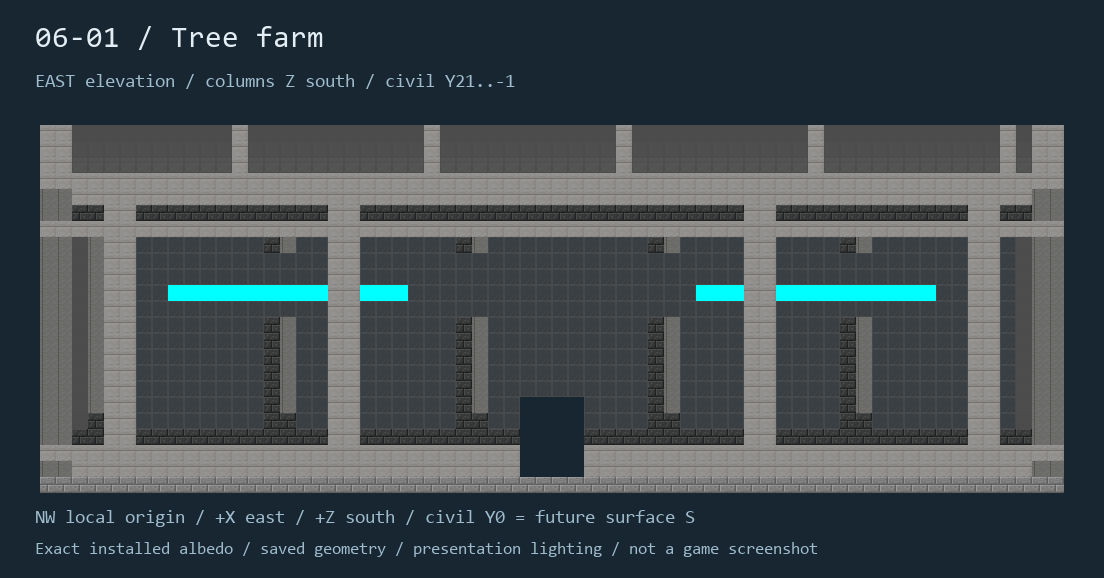 06-01 / Tree farm
EAST elevation / columns Z south / civil Y21..-1
NW local origin / +X east / +Z south / civil Y0 = future surface S
Exact installed albedo / saved geometry / presentation lighting / not a game screenshot